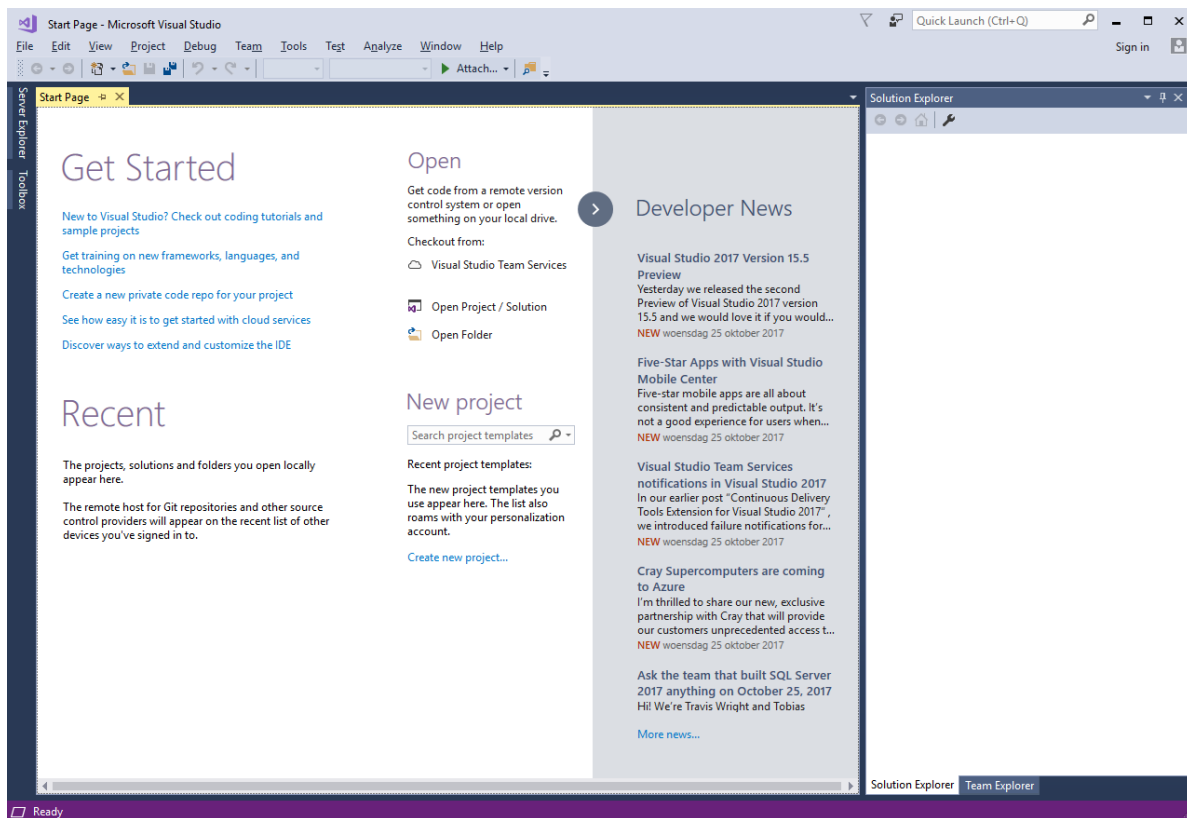 Start Page - Microsoft Visual Studio
Quick Launch (Ctrl+Q)
File Edit View Project Debug Team Tools Test Analyze Window Help
Sign in
Attach...
Server Explorer
Toolbox
Start Page
Get Started
New to Visual Studio? Check out coding tutorials and
sample projects
Get training on new frameworks, languages, and
technologies
Create a new private code repo for your project
See how easy it is to get started with cloud services
Discover ways to extend and customize the IDE
Recent
The projects, solutions and folders you open locally
appear here.
The remote host for Git repositories and other source
control providers will appear on the recent list of other
devices you've signed in to.
Open
Get code from a remote version
control system or open
something on your local drive.
Checkout from:
Visual Studio Team Services
Open Project / Solution
Open Folder
New project
Search project templates
Recent project templates:
The new project templates you
use appear here. The list also
roams with your personalization
account.
Create new project...
Developer News
Visual Studio 2017 Version 15.5
Preview
Yesterday we released the second
Preview of Visual Studio 2017 version
15.5 and we would love it if you would...
NEW woensdag 25 oktober 2017
Five-Star Apps with Visual Studio
Mobile Center
Five-star mobile apps are all about
consistent and predictable output. It's
not a good experience for users when...
NEW woensdag 25 oktober 2017
Visual Studio Team Services
notifications in Visual Studio 2017
In our earlier post "Continuous Delivery
Tools Extension for Visual Studio 2017" ,
we introduced failure notifications for...
NEW woensdag 25 oktober 2017
Cray Supercomputers are coming
to Azure
I'm thrilled to share our new, exclusive
partnership with Cray that will provide
our customers unprecedented access t...
NEW woensdag 25 oktober 2017
Ask the team that built SQL Server
2017 anything on October 25, 2017
Hi! We're Travis Wright and Tobias
More news...
Solution Explorer
Solution Explorer Team Explorer
Ready